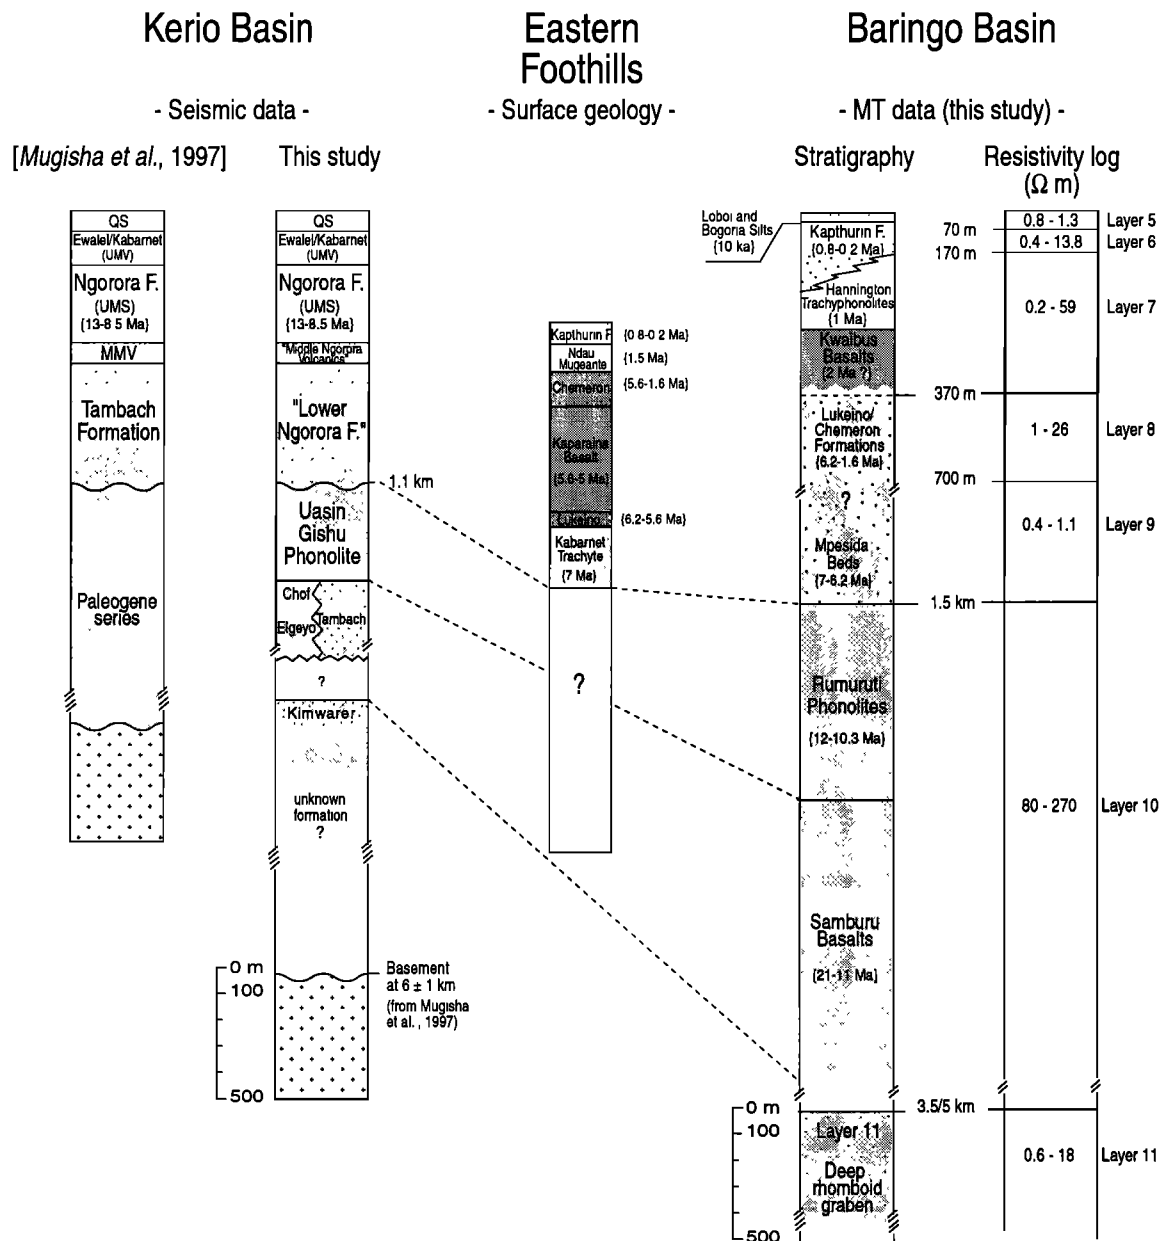 Kerio Basin
Eastern
Foothills
Baringo Basin
- Seismic data -
- Surface geology -
- MT data (this study) -
[Mugisha et al., 1997]
This study
Stratigraphy
Resistivity log
(Ω m)
QS
Ewalel/Kabarnet
(UMV)
Ngorora F.
(UMS)
{13-8 5 Ma}
MMV
Tambach
Formation
Paleogene
series
QS
Ewalel/Kabarnet
(UMV)
Ngorora F.
(UMS)
{13-8.5 Ma}
"Middle Ngorora
Volcanics"
"Lower
Ngorora F."
1.1 km
Uasin
Gishu
Phonolite
Chof
Elgeyo
Tambach
?
Kimwarer
unknown
formation
?
0 m
100
500
Basement
at 6 ± 1 km
(from Mugisha
et al., 1997)
Kapthurin F
{0 8-0 2 Ma}
Ndau
Mugeante
{1.5 Ma}
Chemeron
{5.6-1.6 Ma}
Kaparaina
Basalt
{5.6-5 Ma}
Lukeino
{6.2-5.6 Ma}
Kabarnet
Trachyte
{7 Ma}
?
Loboi and
Bogoria Silts
{10 ka}
Kapthurin F.
{0.8-0 2 Ma}
Hannington
Trachyphonolites
{1 Ma}
Kwaibus
Basalts
{2 Ma ?}
Lukeino/
Chemeron
Formations
{6.2-1.6 Ma}
?
Mpesida
Beds
{7-6.2 Ma}
Rumuruti
Phonolites
{12-10.3 Ma}
Samburu
Basalts
{21-11 Ma}
Layer 11
Deep
rhomboid
graben
0 m
100
500
70 m
170 m
370 m
700 m
1.5 km
3.5/5 km
0.8 - 1.3
Layer 5
0.4 - 13.8
Layer 6
0.2 - 59
Layer 7
1 - 26
Layer 8
0.4 - 1.1
Layer 9
80 - 270
Layer 10
0.6 - 18
Layer 11